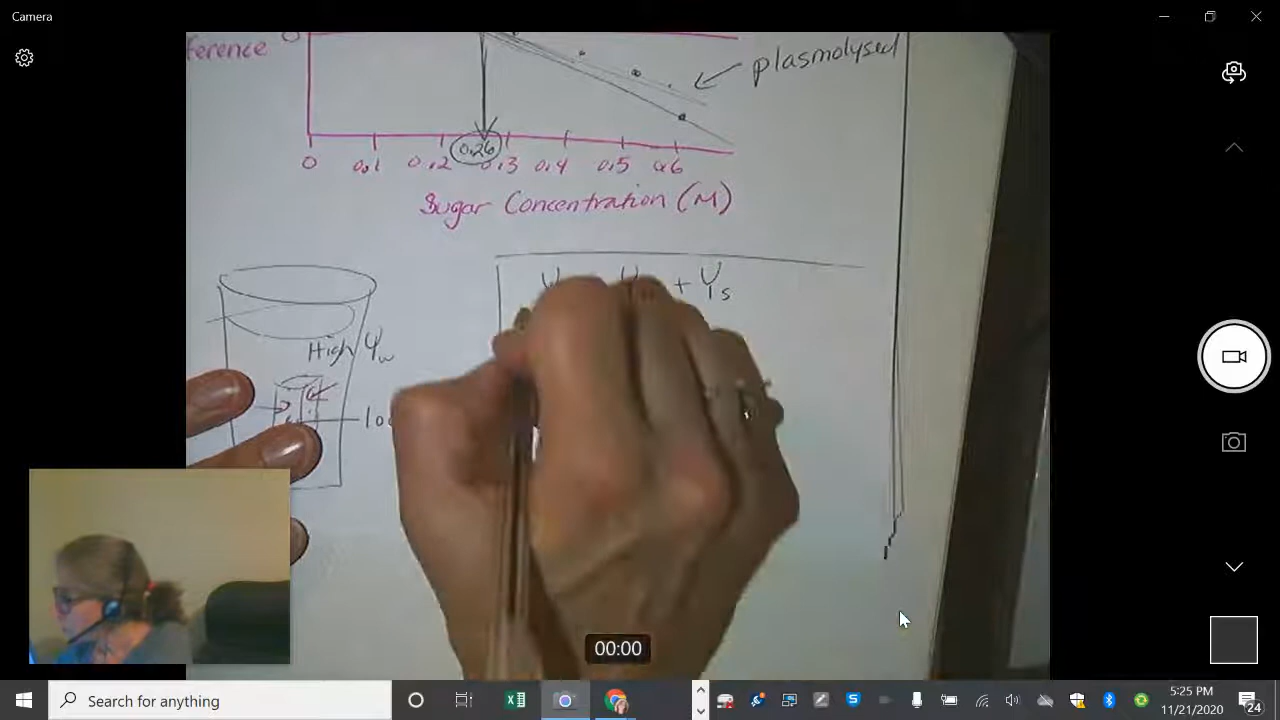 Camera
ference 0
plasmolysed
0 0.1 0.2 0.26 0.3 0.4 0.5 0.6
Sugar Concentration (M)
+ Ψs
High Ψw
00:00
Search for anything
5:25 PM
11/21/2020
24